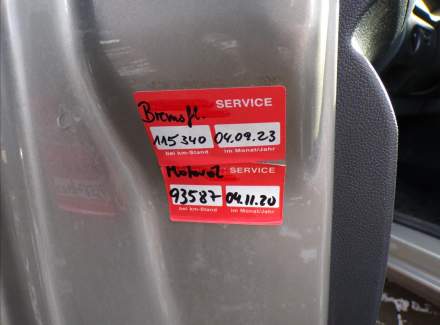 Bremsfl. SERVICE
115340 04.09.23
bei km-Stand im Monat/Jahr
Motoröl SERVICE
93587 04.11.20
bei km-Stand im Monat/Jahr